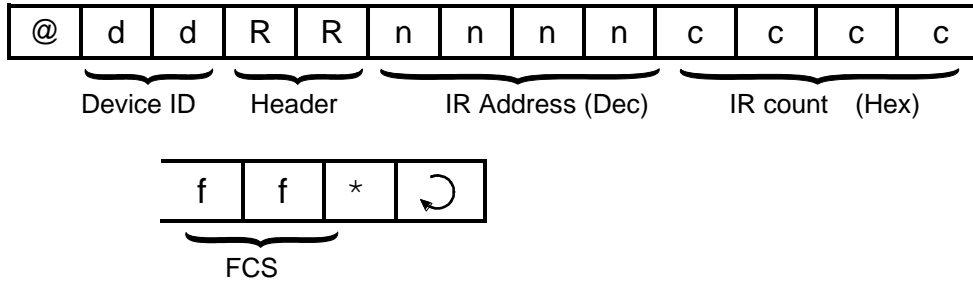 @ d d R R n n n n c c c c
Device ID Header IR Address (Dec) IR count (Hex)
f f *
FCS